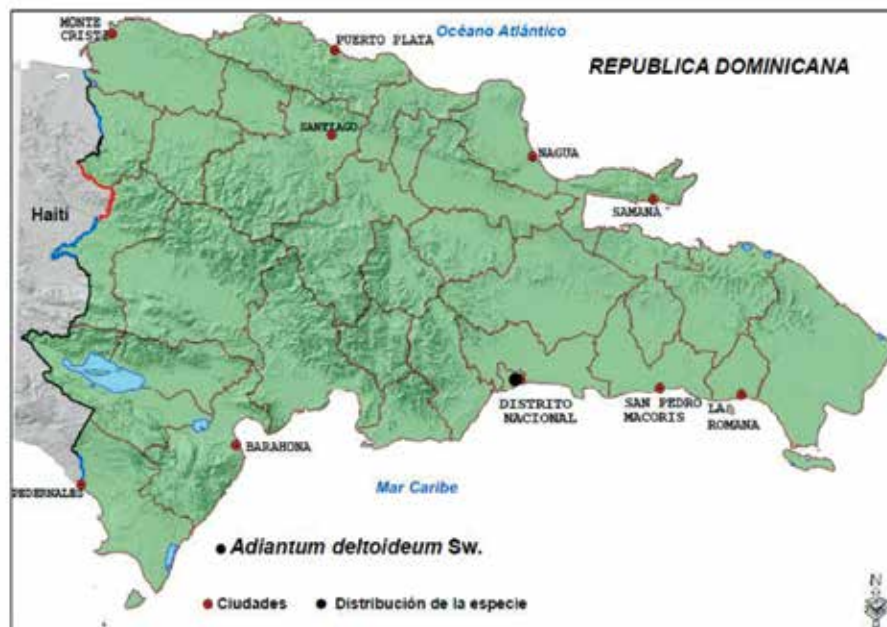 MONTE
CRISTI
PUERTO PLATA
Océano Atlántico
REPUBLICA DOMINICANA
SANTIAGO
NAGUA
Haití
SAMANÁ
DISTRITO
NACIONAL
SAN PEDRO
MACORIS
LA
ROMANA
BARAHONA
PEDERNALES
Mar Caribe
Adiantum deltoideum Sw.
Ciudades
Distribución de la especie
N